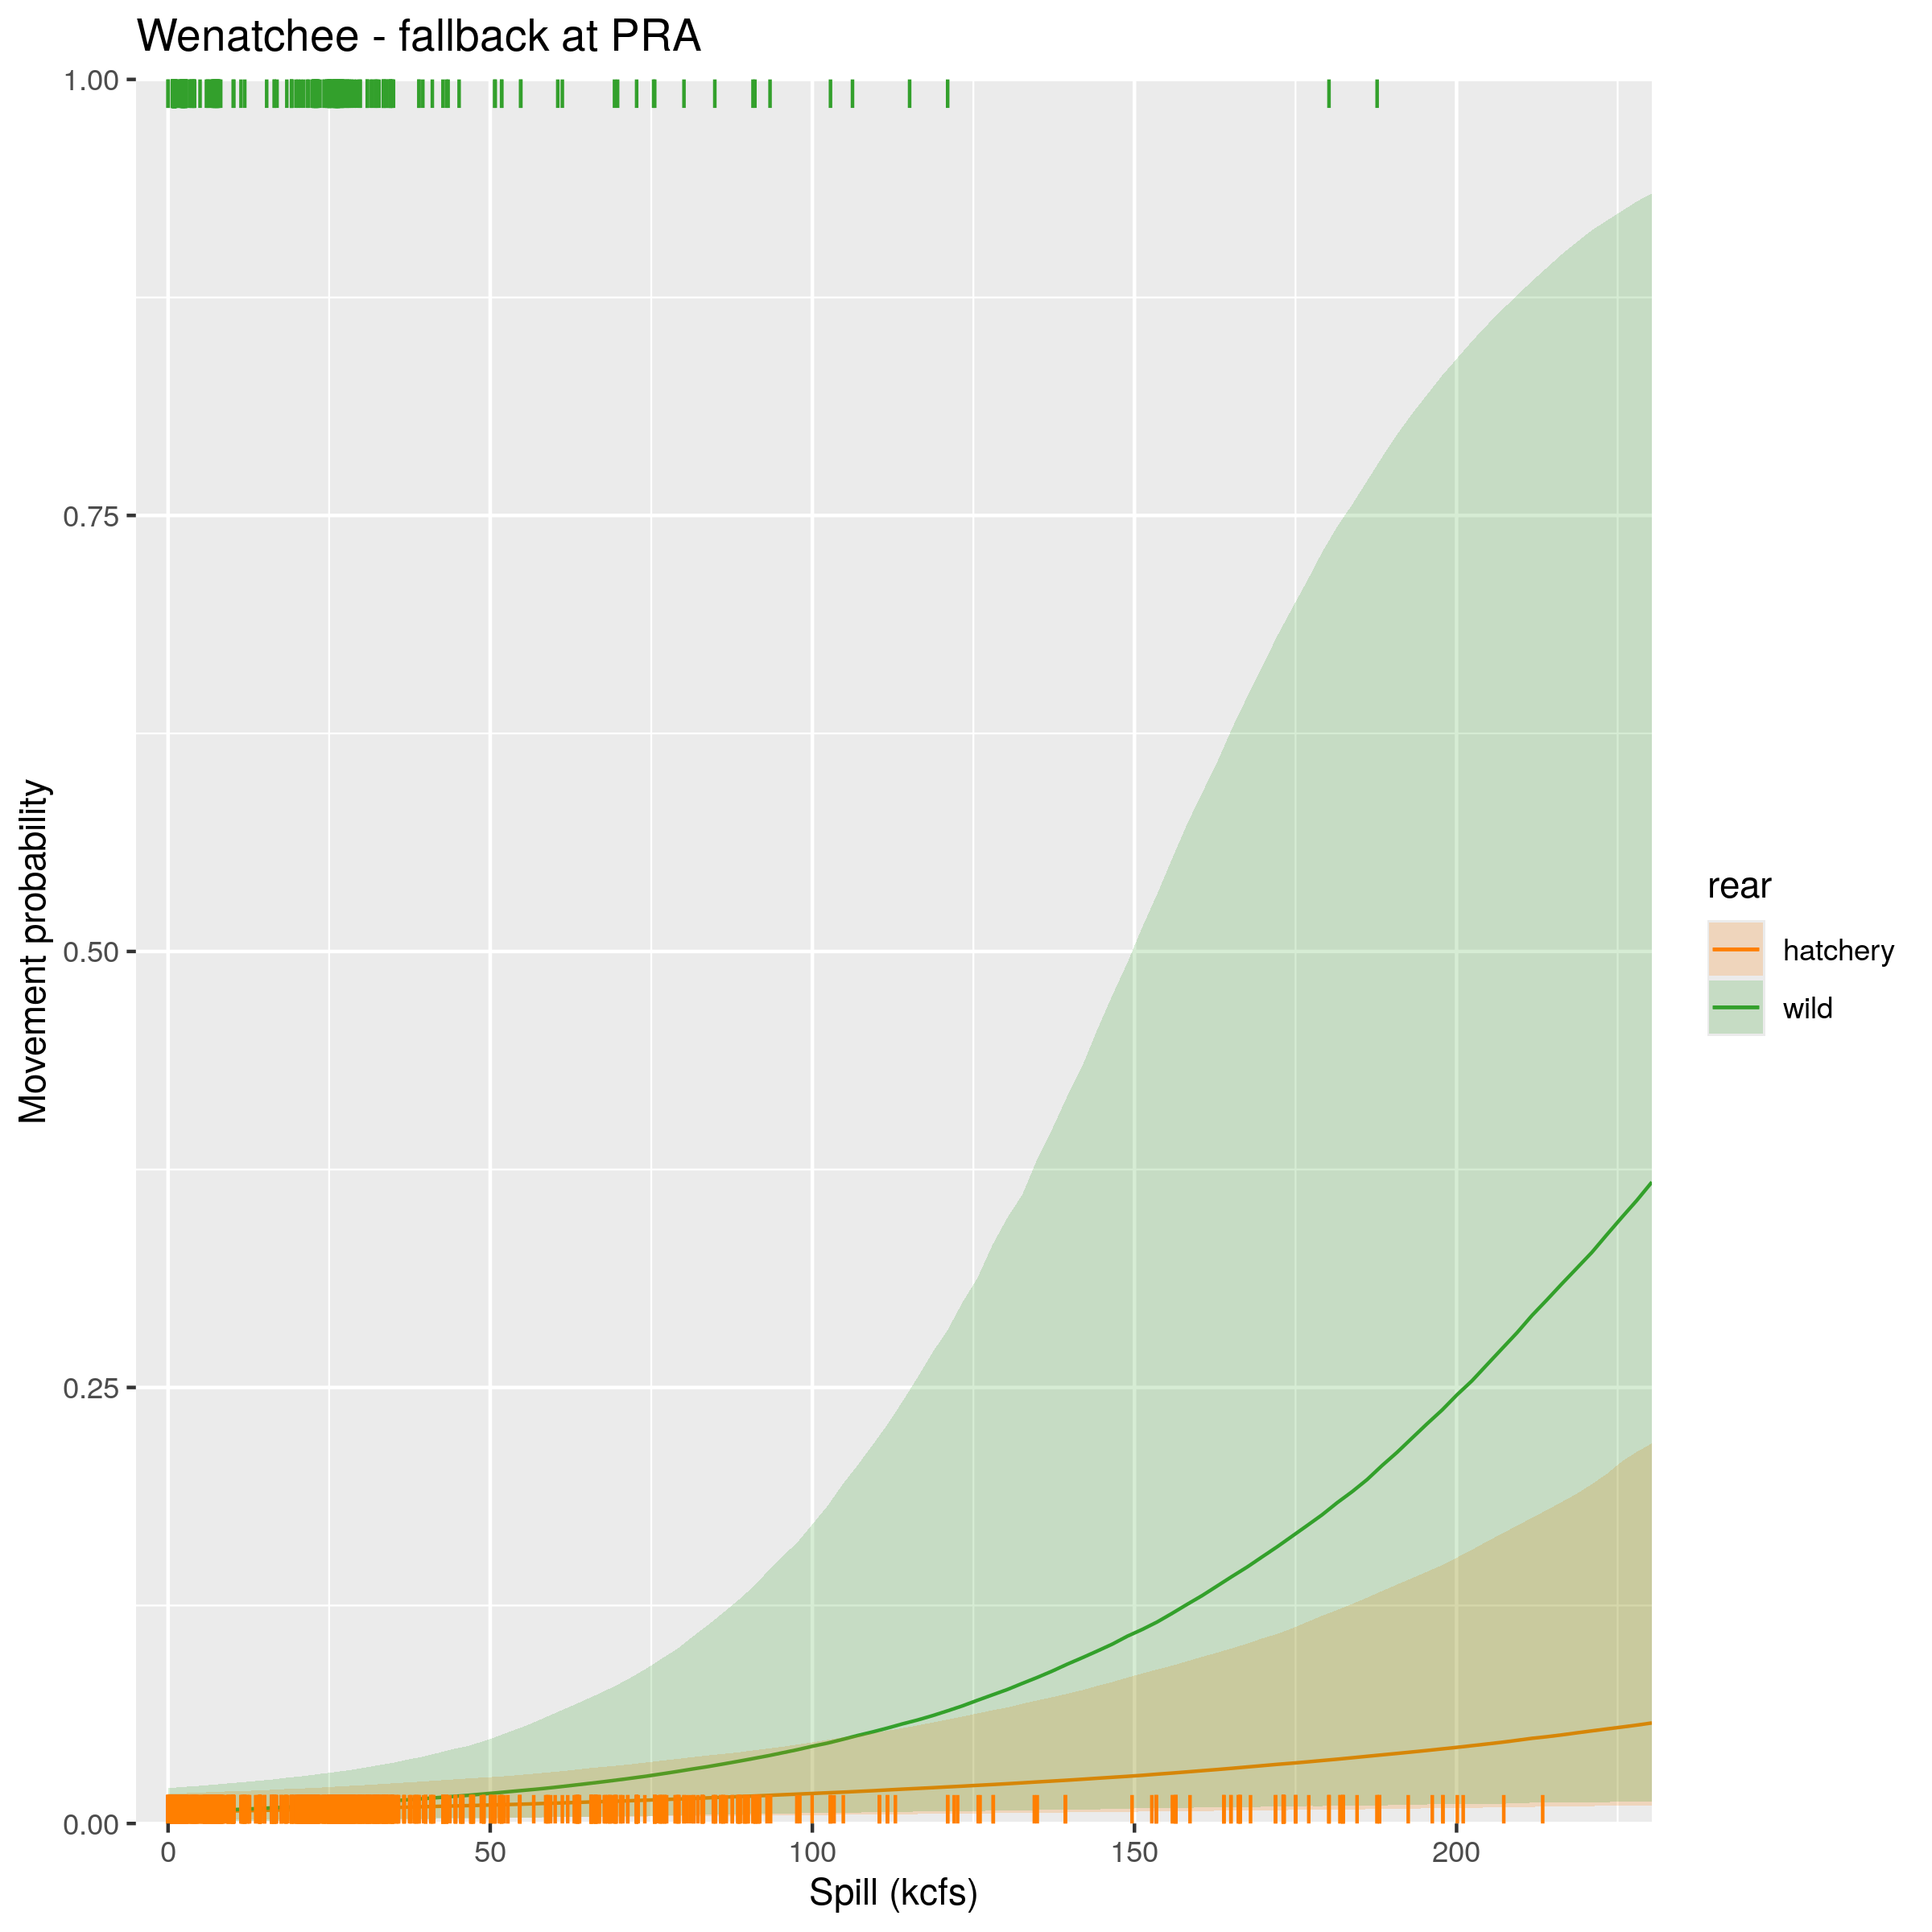 Wenatchee - fallback at PRA
1.00
0.75
0.50
0.25
0.00
Movement probability
0
50
100
150
200
Spill (kcfs)
rear
hatchery
wild